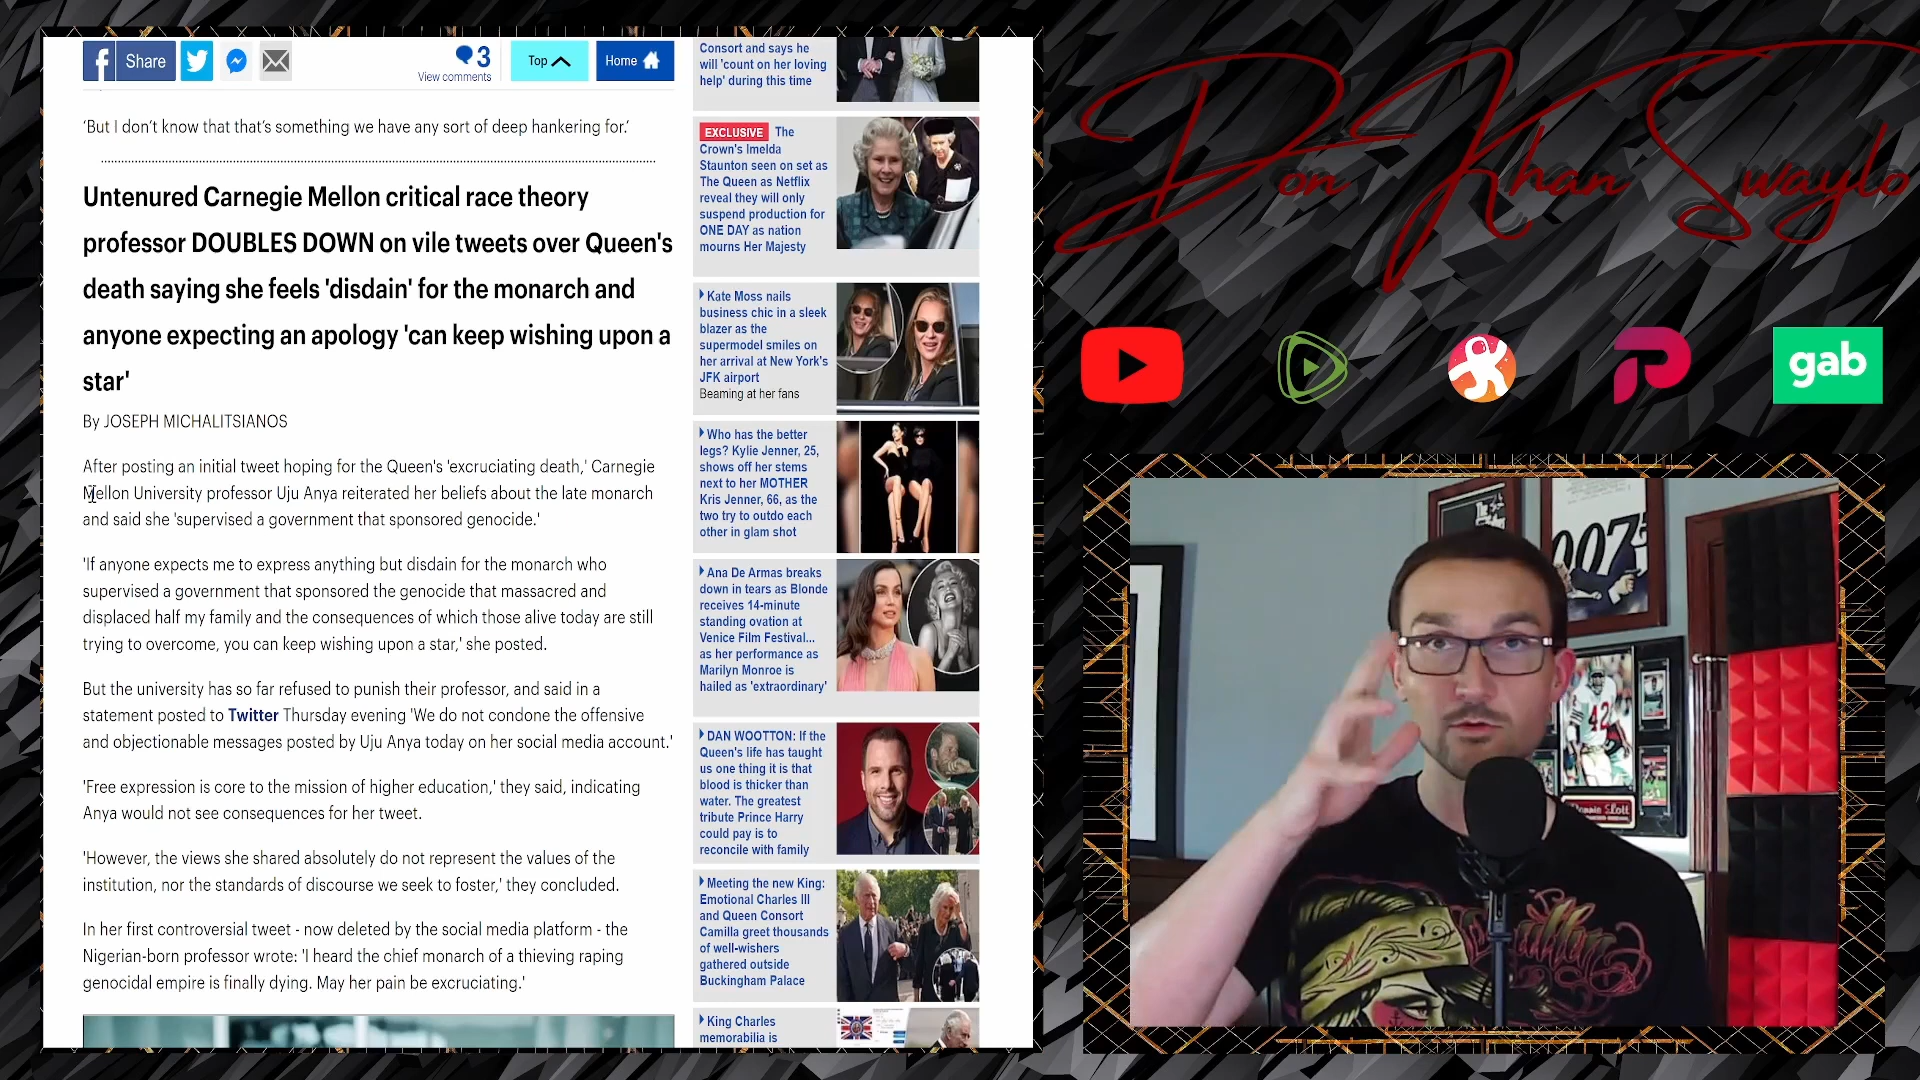 Share
3
View comments
Top
Home
'But I don't know that that's something we have any sort of deep hankering for.'
Untenured Carnegie Mellon critical race theory
professor DOUBLES DOWN on vile tweets over Queen's
death saying she feels 'disdain' for the monarch and
anyone expecting an apology 'can keep wishing upon a
star'
By JOSEPH MICHALITSIANOS
After posting an initial tweet hoping for the Queen's 'excruciating death,' Carnegie
Mellon University professor Uju Anya reiterated her beliefs about the late monarch
and said she 'supervised a government that sponsored genocide.'
'If anyone expects me to express anything but disdain for the monarch who
supervised a government that sponsored the genocide that massacred and
displaced half my family and the consequences of which those alive today are still
trying to overcome, you can keep wishing upon a star,' she posted.
But the university has so far refused to punish their professor, and said in a
statement posted to Twitter Thursday evening 'We do not condone the offensive
and objectionable messages posted by Uju Anya today on her social media account.'
'Free expression is core to the mission of higher education,' they said, indicating
Anya would not see consequences for her tweet.
'However, the views she shared absolutely do not represent the values of the
institution, nor the standards of discourse we seek to foster,' they concluded.
In her first controversial tweet - now deleted by the social media platform - the
Nigerian-born professor wrote: 'I heard the chief monarch of a thieving raping
genocidal empire is finally dying. May her pain be excruciating.'
Consort and says he
will 'count on her loving
help' during this time
EXCLUSIVE The
Crown's Imelda
Staunton seen on set as
The Queen as Netflix
reveal they will only
suspend production for
ONE DAY as nation
mourns Her Majesty
Kate Moss nails
business chic in a sleek
blazer as the
supermodel smiles on
her arrival at New York's
JFK airport
Beaming at her fans
Who has the better
legs? Kylie Jenner, 25,
shows off her stems
next to her MOTHER
Kris Jenner, 66, as the
two try to outdo each
other in glam shot
Ana De Armas breaks
down in tears as Blonde
receives 14-minute
standing ovation at
Venice Film Festival...
as her performance as
Marilyn Monroe is
hailed as 'extraordinary'
DAN WOOTTON: If the
Queen's life has taught
us one thing it is that
blood is thicker than
water. The greatest
tribute Prince Harry
could pay is to
reconcile with family
Meeting the new King:
Emotional Charles III
and Queen Consort
Camilla greet thousands
of well-wishers
gathered outside
Buckingham Palace
King Charles
memorabilia is
Don Khan Swaylo
gab
007
42
Ronnie Lott